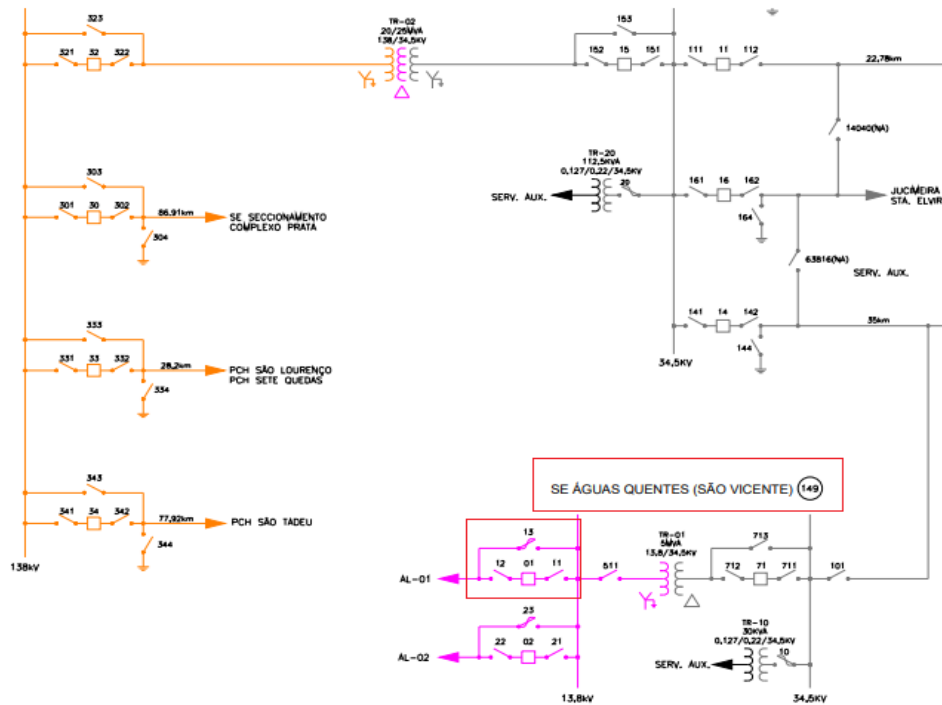 323
321 32 322
TR-02
20/25MVA
138/34,5KV
153
152 15 151
111 11 112
22,78km
14040(NA)
303
301 30 302
86,91km
SE SECCIONAMENTO
COMPLEXO PRATA
304
TR-20
112,5KVA
0,127/0,22/34,5KV
SERV. AUX.
20
161 16 162
164
JUCIMEIRA
STA. ELVIR
63816(NA)
SERV. AUX.
333
331 33 332
28,2km
PCH SÃO LOURENÇO
PCH SETE QUEDAS
334
141 14 142
144
35km
34,5KV
343
341 34 342
77,92km
PCH SÃO TADEU
344
138kV
SE ÁGUAS QUENTES (SÃO VICENTE) 149
13
12 01 11
AL-01
511
TR-01
5MVA
13,8/34,5KV
713
712 71 711
101
23
22 02 21
AL-02
TR-10
30KVA
0,127/0,22/34,5KV
SERV. AUX.
10
13,8kV
34,5KV